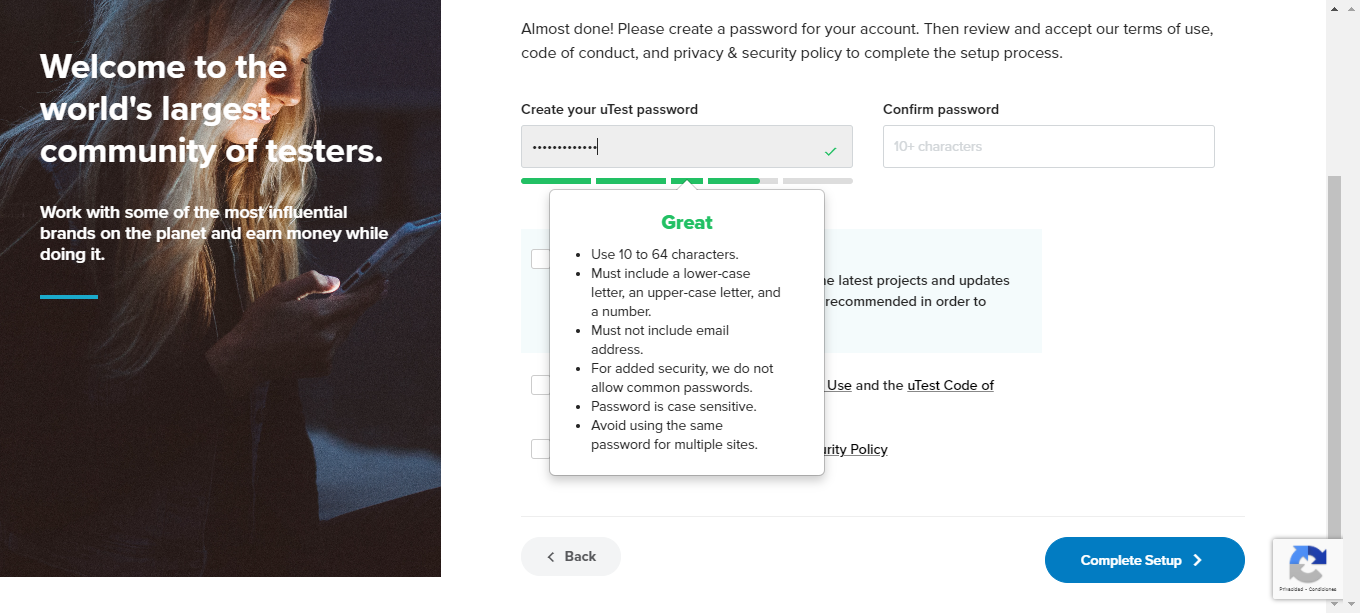 Welcome to the
world's largest
community of testers.
Work with some of the most influential
brands on the planet and earn money while
doing it.
Almost done! Please create a password for your account. Then review and accept our terms of use,
code of conduct, and privacy & security policy to complete the setup process.
Create your uTest password
Confirm password
•••••••••••••
10+ characters
Great
• Use 10 to 64 characters.
• Must include a lower-case
letter, an upper-case letter, and
a number.
• Must not include email
address.
• For added security, we do not
allow common passwords.
• Password is case sensitive.
• Avoid using the same
password for multiple sites.
latest projects and updates
recommended in order to
Use and the uTest Code of
Policy
Back
Complete Setup
Privacidad - Condiciones